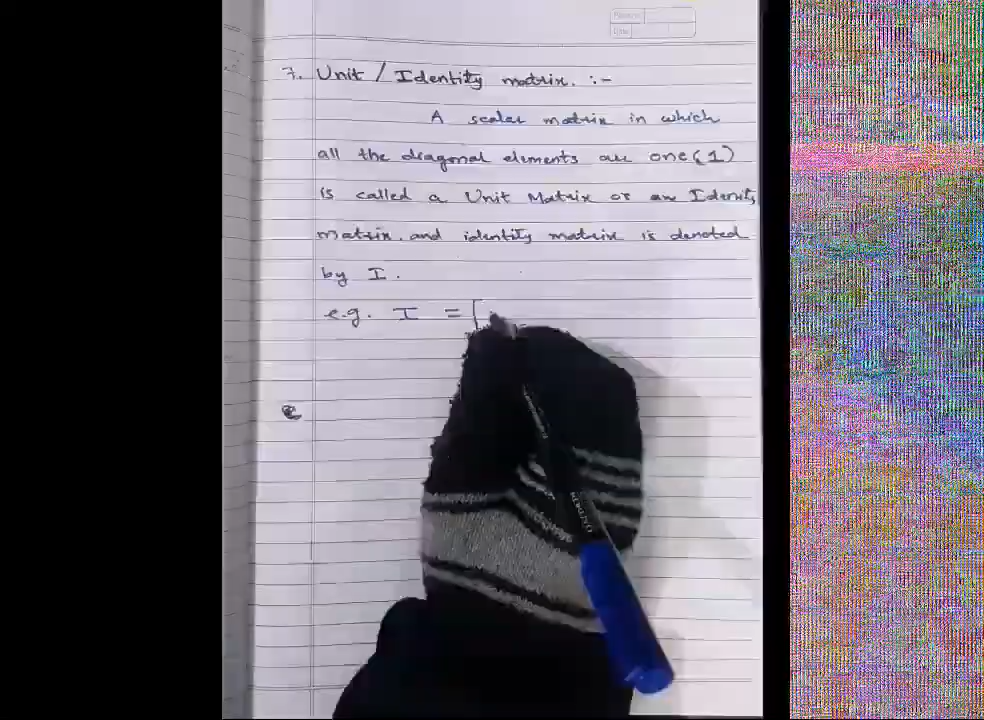 7. Unit / Identity matrix. :-
A scalar matrix in which
all the diagonal elements are one (1)
is called a Unit Matrix or an Idenity
matrix. and identity matrix is denoted
by I.
e.g. I = [